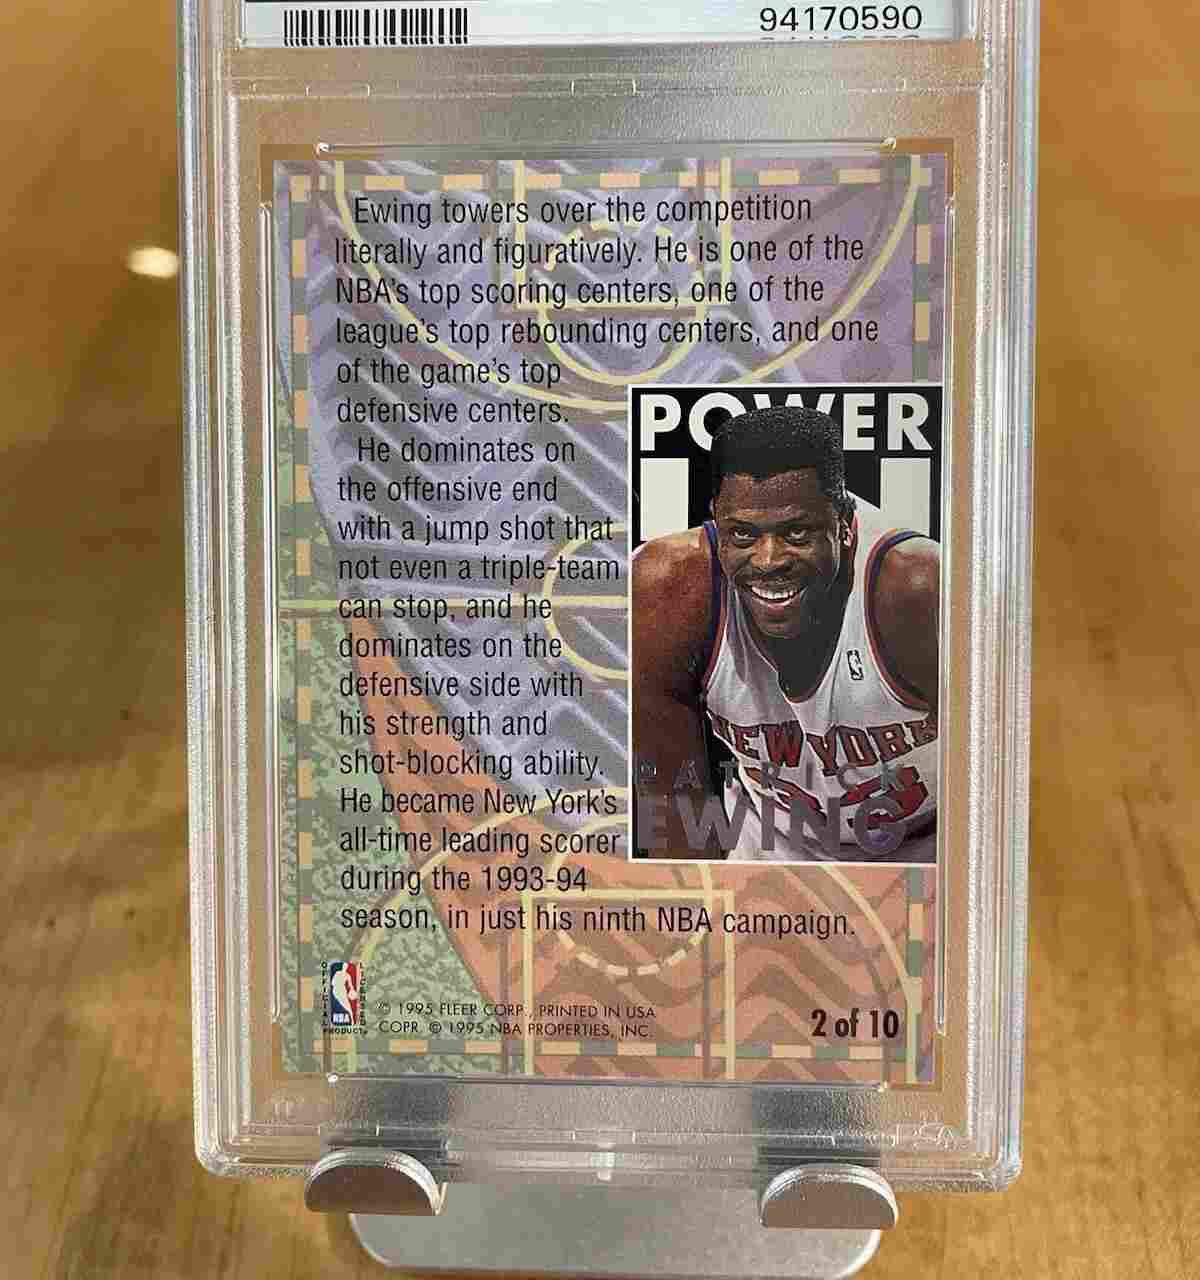 94170590
Ewing towers over the competition
literally and figuratively. He is one of the
NBA's top scoring centers, one of the
league's top rebounding centers, and one
of the game's top
defensive centers.
He dominates on
the offensive end
with a jump shot that
not even a triple-team
can stop, and he
dominates on the
defensive side with
his strength and
shot-blocking ability.
He became New York's
all-time leading scorer
during the 1993-94
season, in just his ninth NBA campaign.
POWER
IN
NEW YORK
PATRICK
EWING
OFFICIAL
LICENSED
NBA
PRODUCT
© 1995 FLEER CORP., PRINTED IN USA
COPR. © 1995 NBA PROPERTIES, INC.
2 of 10